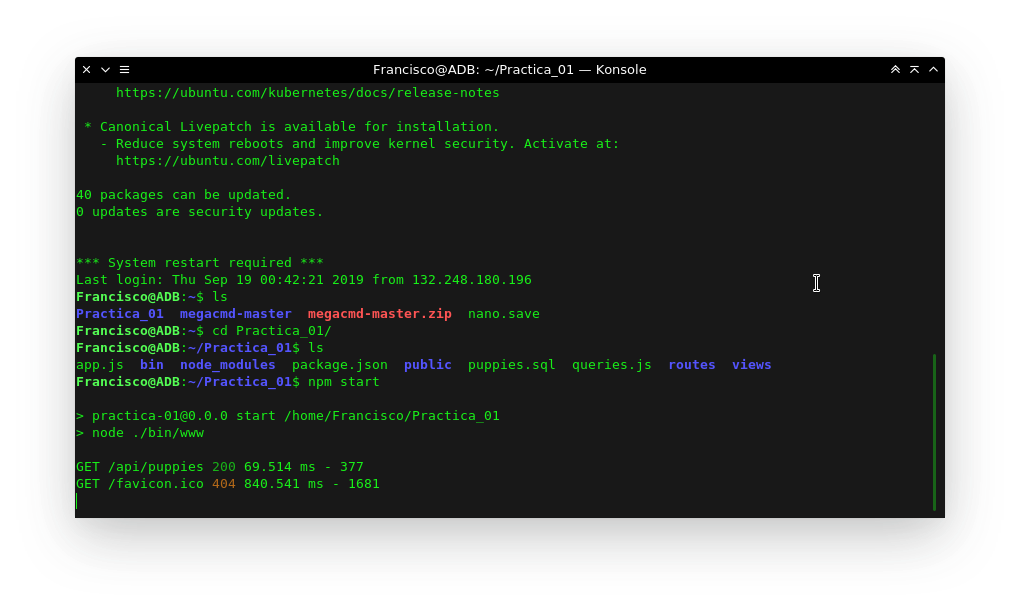 Francisco@ADB: ~/Practica_01 — Konsole
https://ubuntu.com/kubernetes/docs/release-notes
* Canonical Livepatch is available for installation.
- Reduce system reboots and improve kernel security. Activate at:
https://ubuntu.com/livepatch
40 packages can be updated.
0 updates are security updates.
*** System restart required ***
Last login: Thu Sep 19 00:42:21 2019 from 132.248.180.196
Francisco@ADB:~$ ls
Practica_01  megacmd-master  megacmd-master.zip  nano.save
Francisco@ADB:~$ cd Practica_01/
Francisco@ADB:~/Practica_01$ ls
app.js  bin  node_modules  package.json  public  puppies.sql  queries.js  routes  views
Francisco@ADB:~/Practica_01$ npm start
> practica-01@0.0.0 start /home/Francisco/Practica_01
> node ./bin/www
GET /api/puppies 200 69.514 ms - 377
GET /favicon.ico 404 840.541 ms - 1681